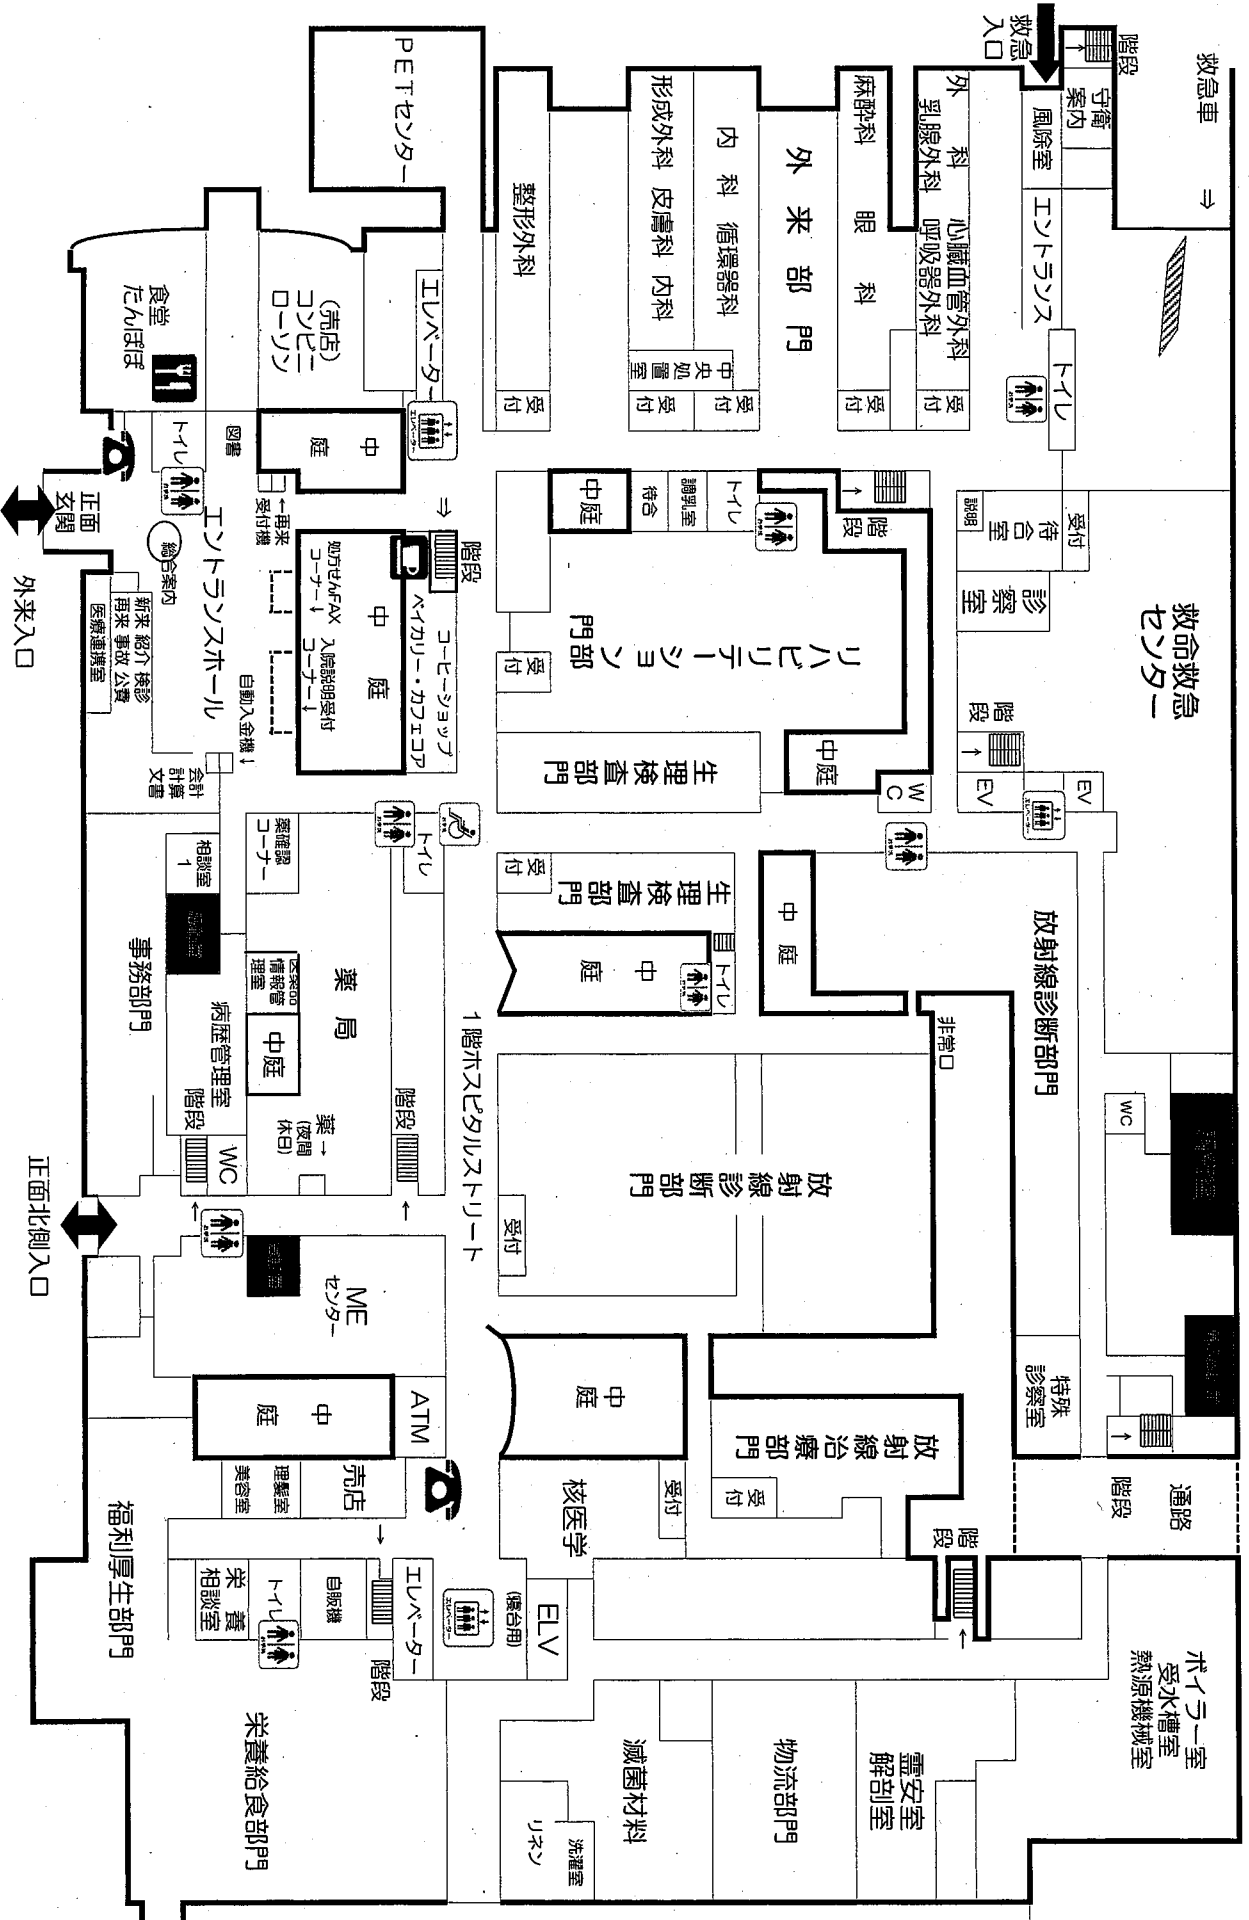 救急車 ⇒
階段
↑
守衛
案内
救急
入口
風除室
エントランス
トイレ
外科 心臓血管外科
乳腺外科 呼吸器外科
受付
麻酔科 眼科
受付
外来部門
内科 循環器科
受付
中央処置室
形成外科 皮膚科 内科
受付
整形外科
受付
PETセンター
エレベーター
エレベーター
(売店)
コンビニ
ローソン
食堂
たんぽぽ
中庭
図書
トイレ
←再来
受付機
正面
玄関
外来入口
総合案内
エントランスホール
新来 紹介 検診
再来 事故 公費
医療連携室
会計
計算
文書
自動入金機↓
⇒
階段
コーヒーショップ
ベイカリー・カフェコア
中庭
処方せんFAX
コーナー↓
入院説明受付
コーナー↓
救命救急
センター
受付
待合室
説明
診察室
階段
↑
EV
EV
階段
↑
トイレ
調乳室
待合
中庭
リハビリテーション部門
受付
中庭
WC
生理検査部門
生理検査部門
受付
中庭
トイレ
中庭
放射線診断部門
非常口
WC
特殊
診察室
階段
↑
通路
階段
放射線診断部門
受付
1階ホスピタルストリート
トイレ
薬確認
コーナー
相談室
1
事務部門
薬局
医薬品
情報管
理室
中庭
病歴管理室
薬→
(夜間
休日)
階段
↑
階段
↑
WC
正面北側入口
MEセンター
ATM
中庭
中庭
放射線治療部門
受付
核医学
受付
階段
↑
売店
理髪室
美容室
福利厚生部門
自販機
トイレ
栄養
相談室
↓
階段
エレベーター
エレベーター
ELV
(寝台用)
ボイラー室
受水槽室
熱源機械室
霊安室
解剖室
物流部門
滅菌材料
洗濯室
リネン
栄養給食部門